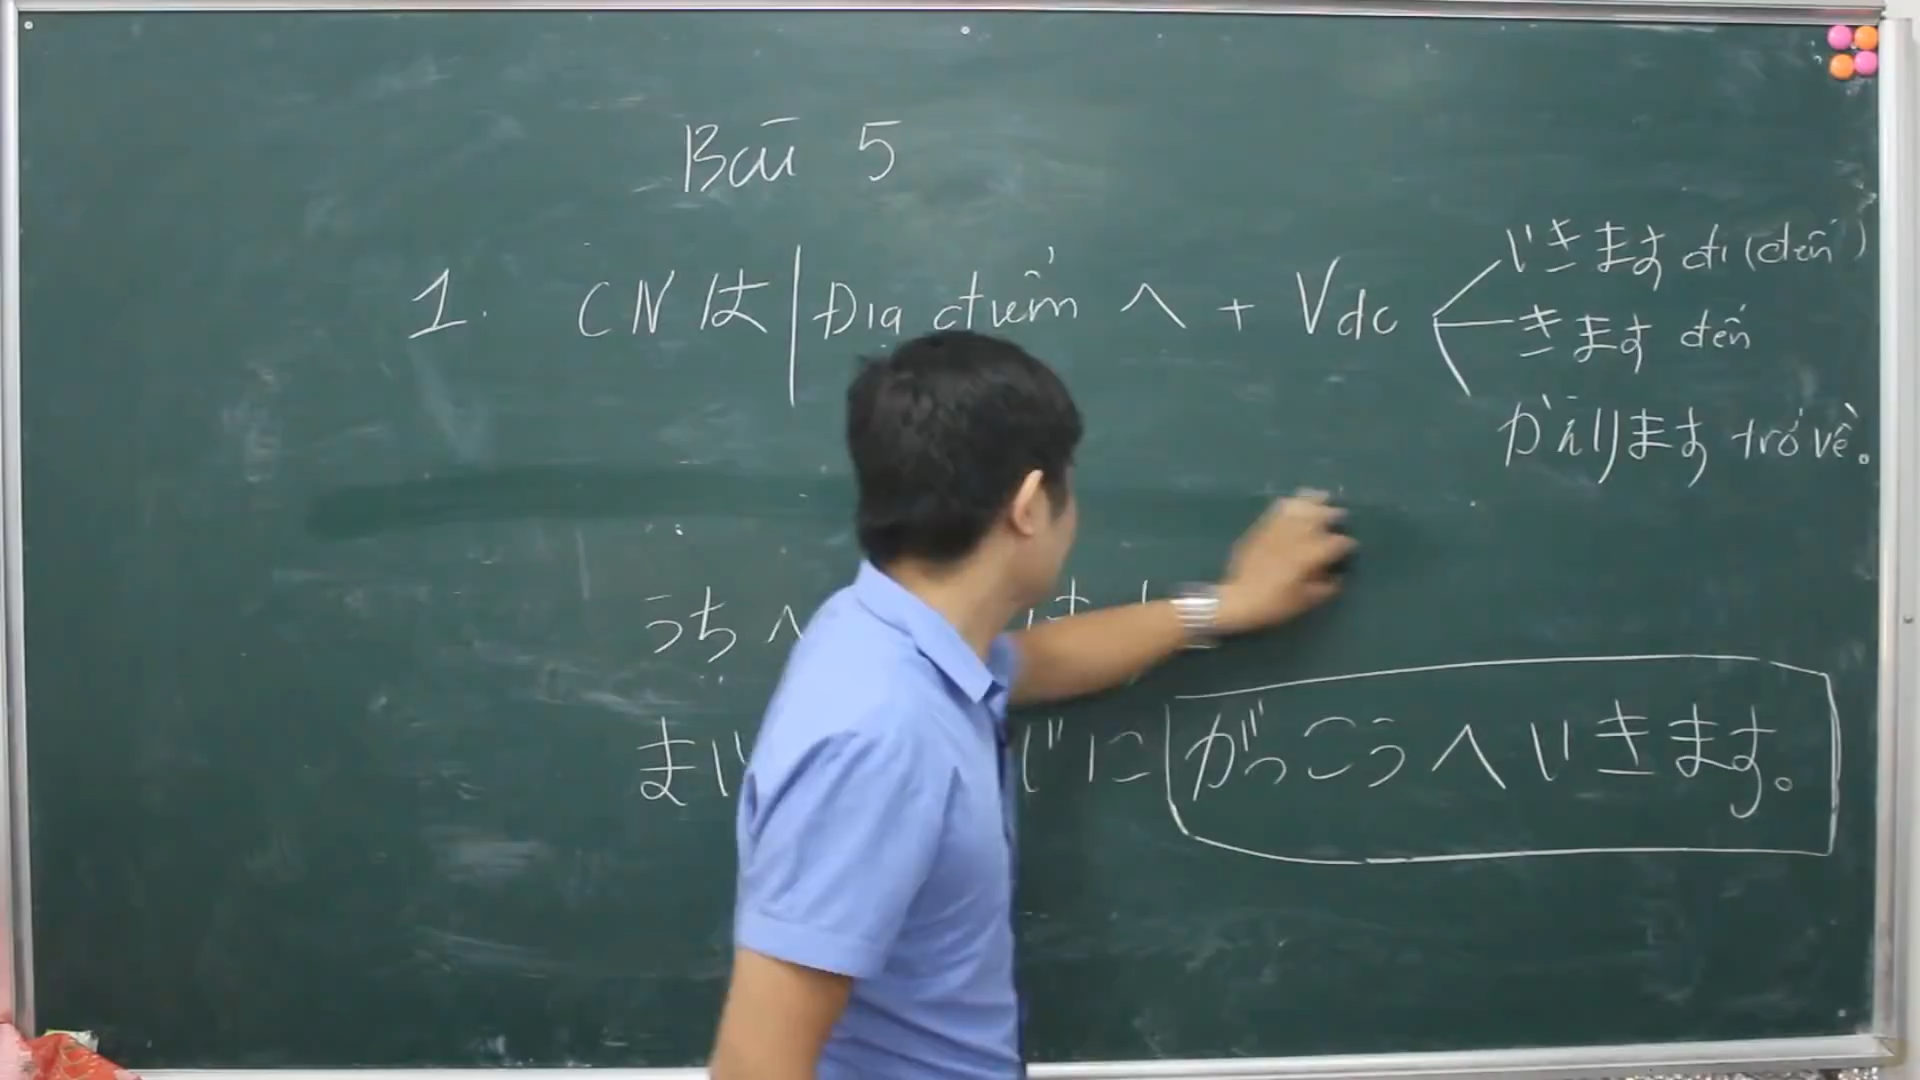 Bài 5
1. CN は | Địa điểm へ + Vdc
いきます đi (đến)
きます đến
かえります trở về。
うちへ
まい じに がっこうへいきます。